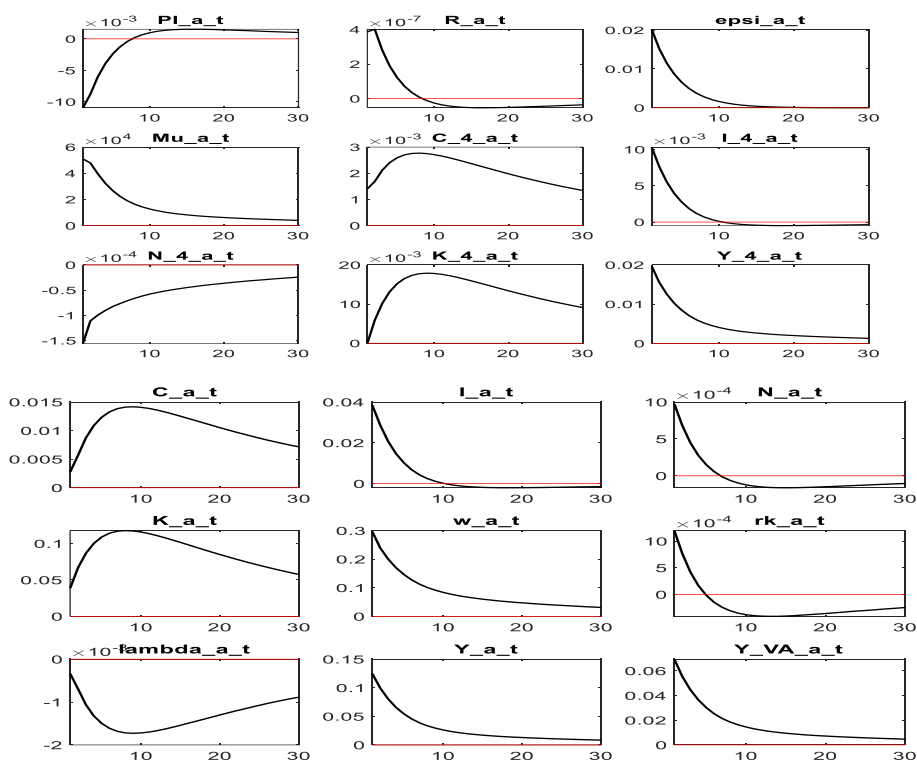 ×10⁻³ PI_a_t
0
-5
-10
10 20 30
×10⁻⁷ R_a_t
4
2
0
10 20 30
epsi_a_t
0.02
0.01
0
10 20 30
×10⁴ Mu_a_t
6
4
2
0
10 20 30
×10⁻³ C_4_a_t
3
2
1
0
10 20 30
×10⁻³ I_4_a_t
10
5
0
10 20 30
×10⁻⁴ N_4_a_t
0
-0.5
-1
-1.5
10 20 30
×10⁻³ K_4_a_t
20
10
0
10 20 30
Y_4_a_t
0.02
0.01
0
10 20 30
C_a_t
0.015
0.01
0.005
0
10 20 30
I_a_t
0.04
0.02
0
10 20 30
×10⁻⁴ N_a_t
10
5
0
10 20 30
K_a_t
0.1
0.05
0
10 20 30
w_a_t
0.3
0.2
0.1
0
10 20 30
×10⁻⁴ rk_a_t
10
5
0
10 20 30
lambda_a_t
0
-1
-2
10 20 30
Y_a_t
0.15
0.1
0.05
0
10 20 30
Y_VA_a_t
0.06
0.04
0.02
0
10 20 30